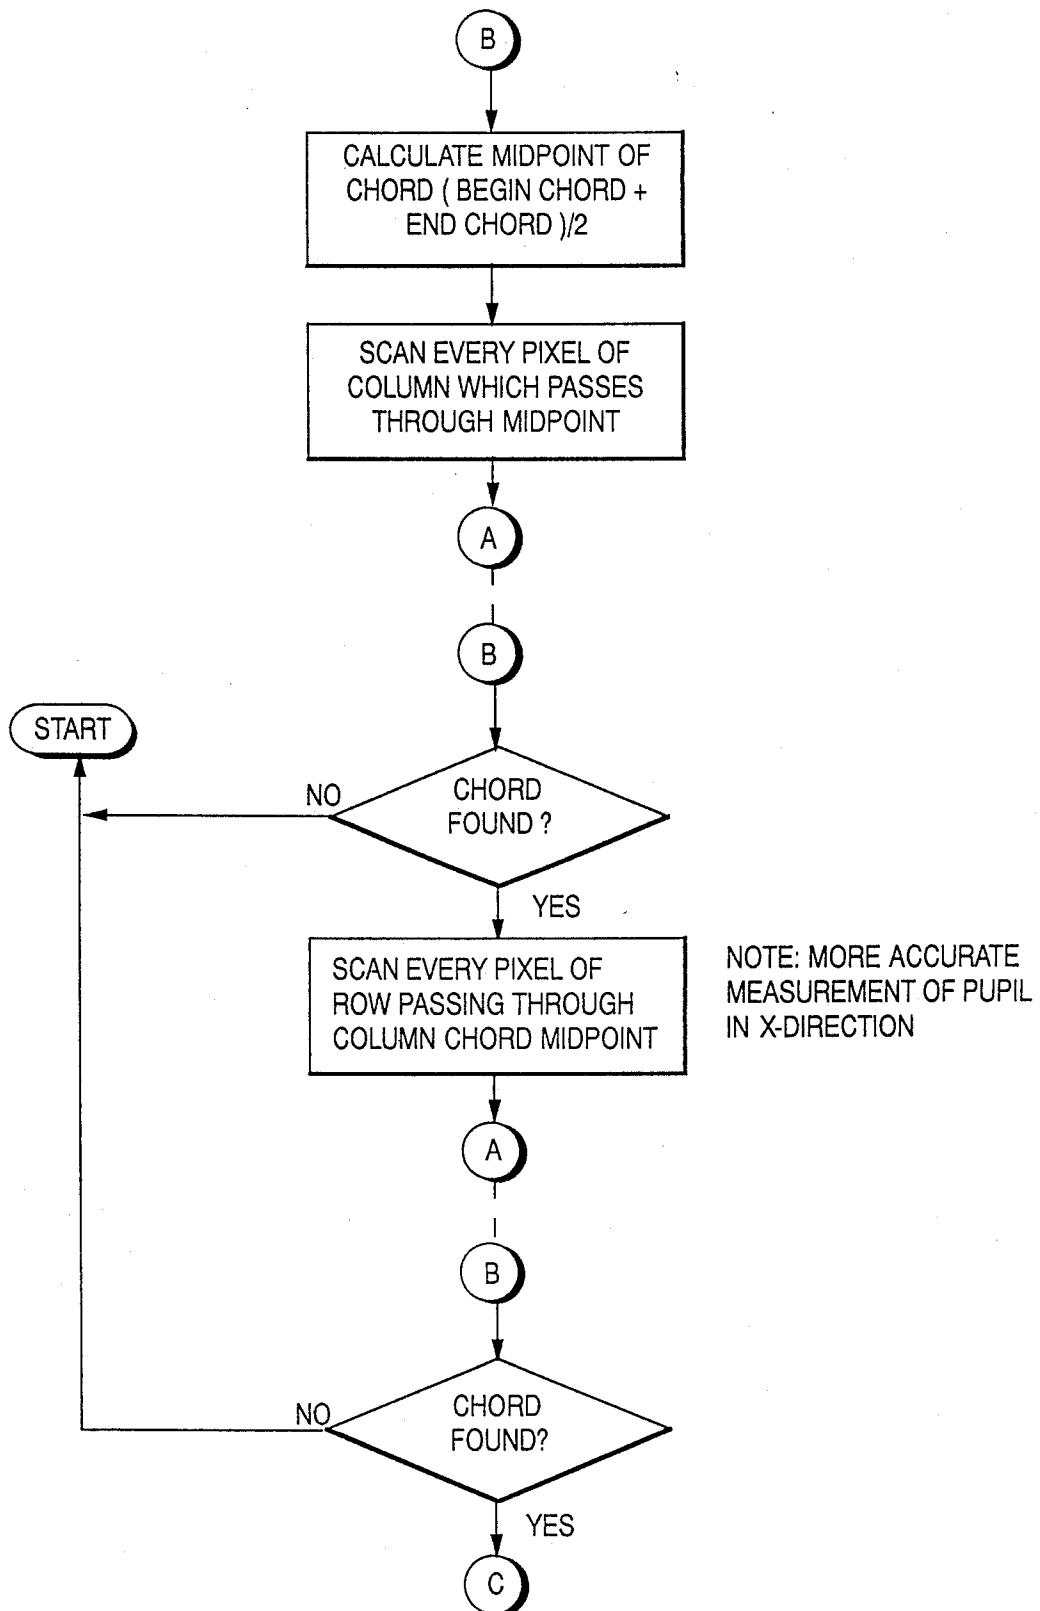 B
CALCULATE MIDPOINT OF
CHORD ( BEGIN CHORD +
END CHORD )/2
SCAN EVERY PIXEL OF
COLUMN WHICH PASSES
THROUGH MIDPOINT
A
B
START
NO
CHORD
FOUND ?
YES
SCAN EVERY PIXEL OF
ROW PASSING THROUGH
COLUMN CHORD MIDPOINT
NOTE: MORE ACCURATE
MEASUREMENT OF PUPIL
IN X-DIRECTION
A
B
NO
CHORD
FOUND?
YES
C